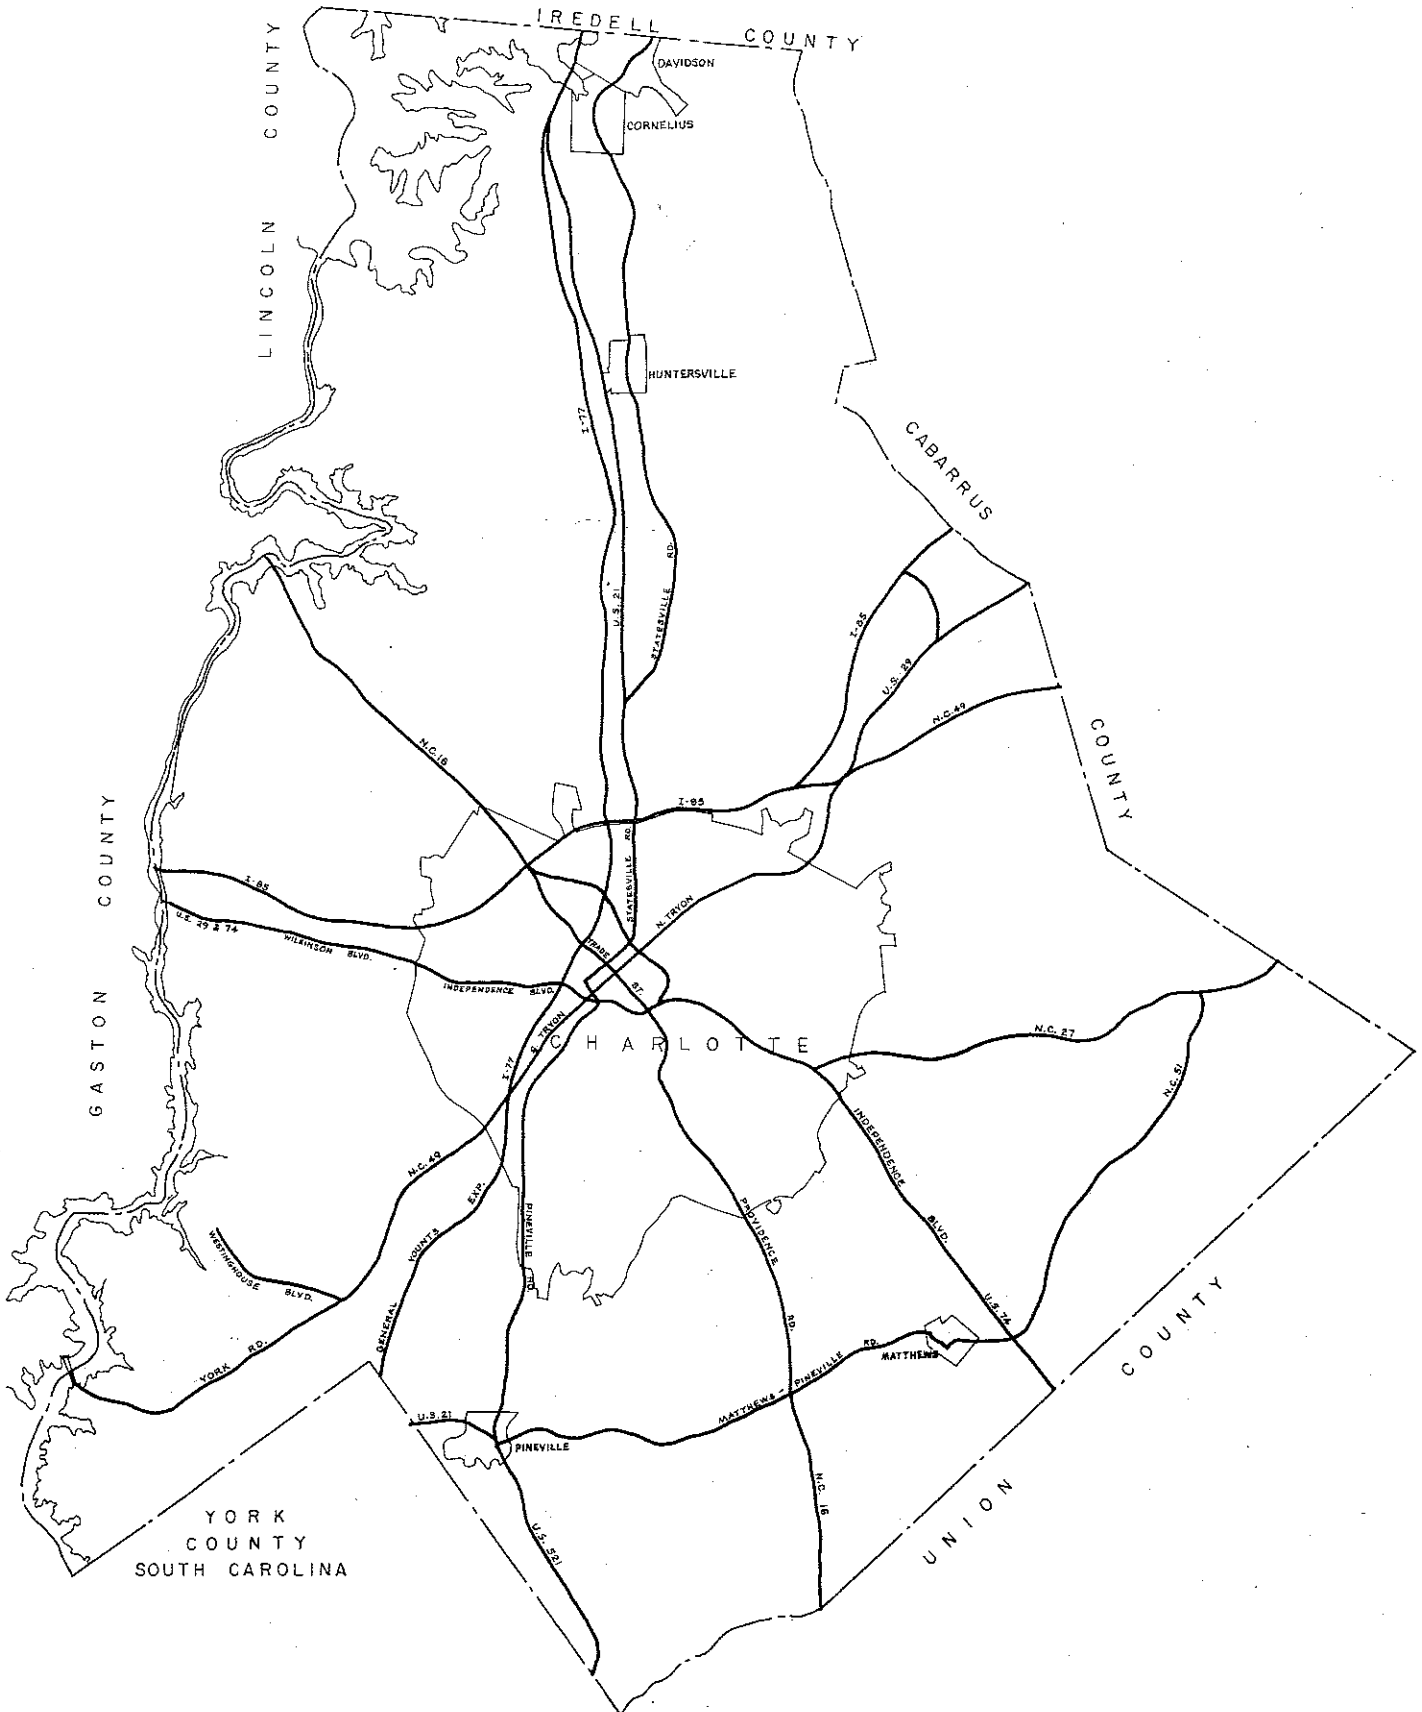 IREDELL COUNTY
LINCOLN COUNTY
DAVIDSON
CORNELIUS
HUNTERSVILLE
I-77
CABARRUS COUNTY
U.S. 21
STATESVILLE RD.
I-85
U.S. 29
N.C. 49
N.C. 16
I-85
STATESVILLE RD.
GASTON COUNTY
I-85
U.S. 29 & 74
WILKINSON BLVD.
N. TRYON
TRADE ST.
INDEPENDENCE BLVD.
S. TRYON
CHARLOTTE
N.C. 27
I-77
N.C. 51
INDEPENDENCE BLVD.
N.C. 49
GENERAL YOUNTS EXP.
PINEVILLE RD.
PROVIDENCE RD.
WESTINGHOUSE BLVD.
U.S. 74
YORK RD.
MATTHEWS
MATTHEWS - PINEVILLE RD.
U.S. 21
PINEVILLE
N.C. 16
U.S. 521
UNION COUNTY
YORK
COUNTY
SOUTH CAROLINA